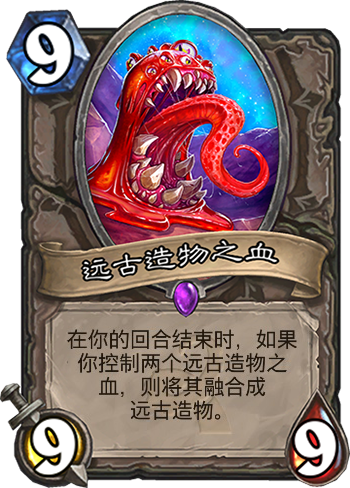 9
远古造物之血
在你的回合结束时，如果
你控制两个远古造物之
血，则将其融合成
远古造物。
9
9